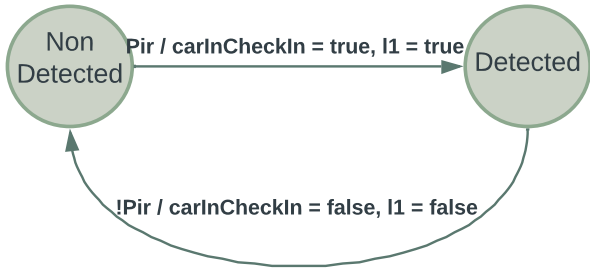 Non
Detected
Pir / carInCheckIn = true, l1 = true
Detected
!Pir / carInCheckIn = false, l1 = false